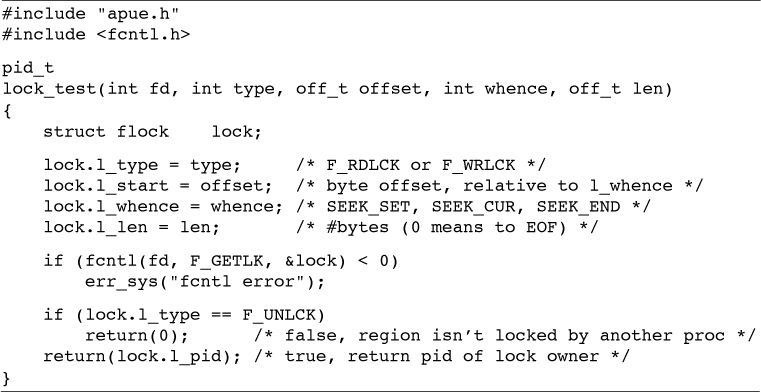 #include "apue.h"
#include <fcntl.h>
pid_t
lock_test(int fd, int type, off_t offset, int whence, off_t len)
{
    struct flock    lock;
    lock.l_type = type;     /* F_RDLCK or F_WRLCK */
    lock.l_start = offset;  /* byte offset, relative to l_whence */
    lock.l_whence = whence; /* SEEK_SET, SEEK_CUR, SEEK_END */
    lock.l_len = len;       /* #bytes (0 means to EOF) */
    if (fcntl(fd, F_GETLK, &lock) < 0)
        err_sys("fcntl error");
    if (lock.l_type == F_UNLCK)
        return(0);      /* false, region isn’t locked by another proc */
    return(lock.l_pid); /* true, return pid of lock owner */
}